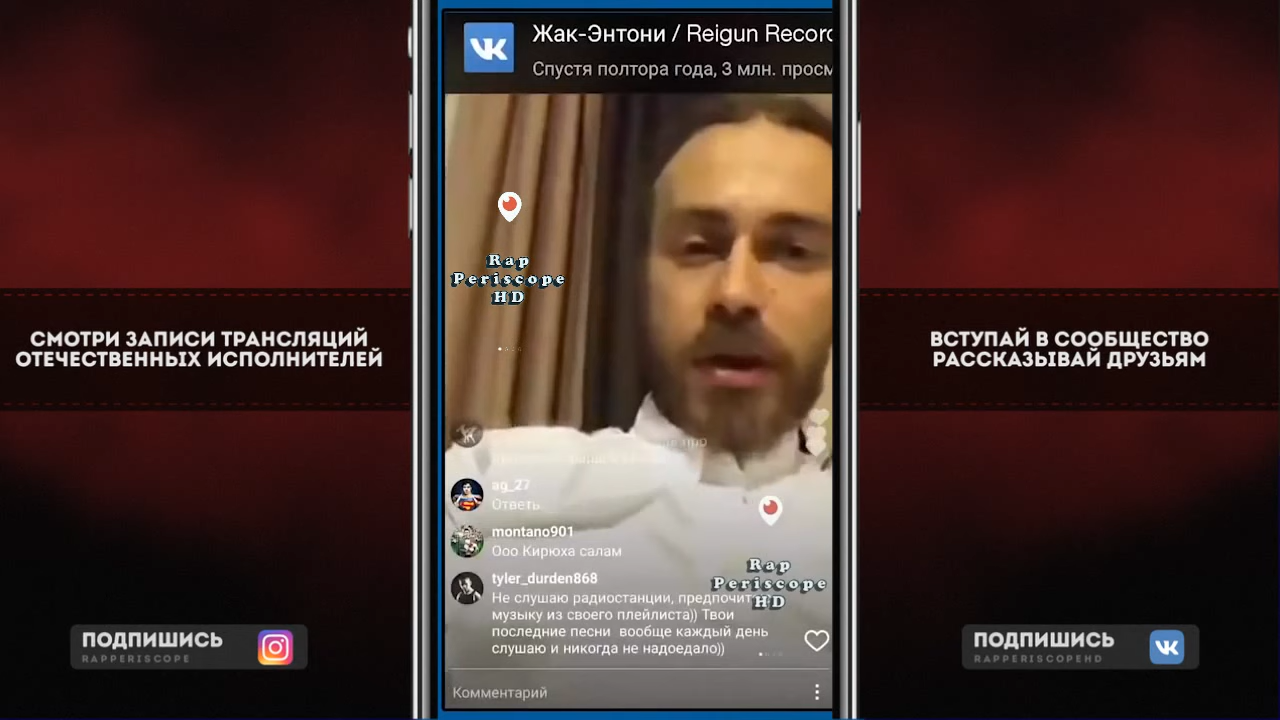 Жак-Энтони / Reigun Recor
Спустя полтора года, 3 млн. просм
Rap
Periscope
HD
СМОТРИ ЗАПИСИ ТРАНСЛЯЦИЙ
ОТЕЧЕСТВЕННЫХ ИСПОЛНИТЕЛЕЙ
ВСТУПАЙ В СООБЩЕСТВО
РАССКАЗЫВАЙ ДРУЗЬЯМ
про
ag_27
Ответь
montano901
Ооо Кирюха салам
tyler_durden868
Не слушаю радиостанции, предпочит
музыку из своего плейлиста)) Твои
последние песни вообще каждый день
слушаю и никогда не надоедало))
Rap
Periscope
HD
Комментарий
ПОДПИШИСЬ
RAPPERISCOPE
ПОДПИШИСЬ
RAPPERISCOPEHD